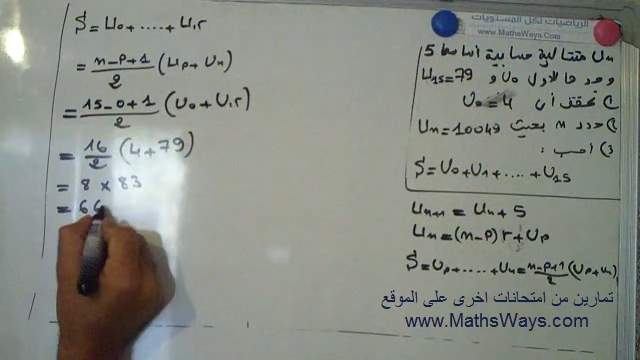 S = U0 + ..... + U15
= n-p+1/2 (Up + Un)
= 15-0+1/2 (U0 + U15)
= 16/2 (4+79)
= 8 × 83
= 66
الرياضيات لكل المستويات
www.MathsWays.com
Un متتالية حسابية أساسها 5
وحدها الأول U0 و U15=79
1) تحقق أن U0 = 4
2) حدد n بحيث Un=10049
3) أحسب :
S = U0 + U1 + .... + U15
Un+1 = Un + 5
Un = (n-p) r + Up
S = Up + ..... + Un = n-p+1/2 (Up+Un)
تمارين من امتحانات اخرى على الموقع
www.MathsWays.com